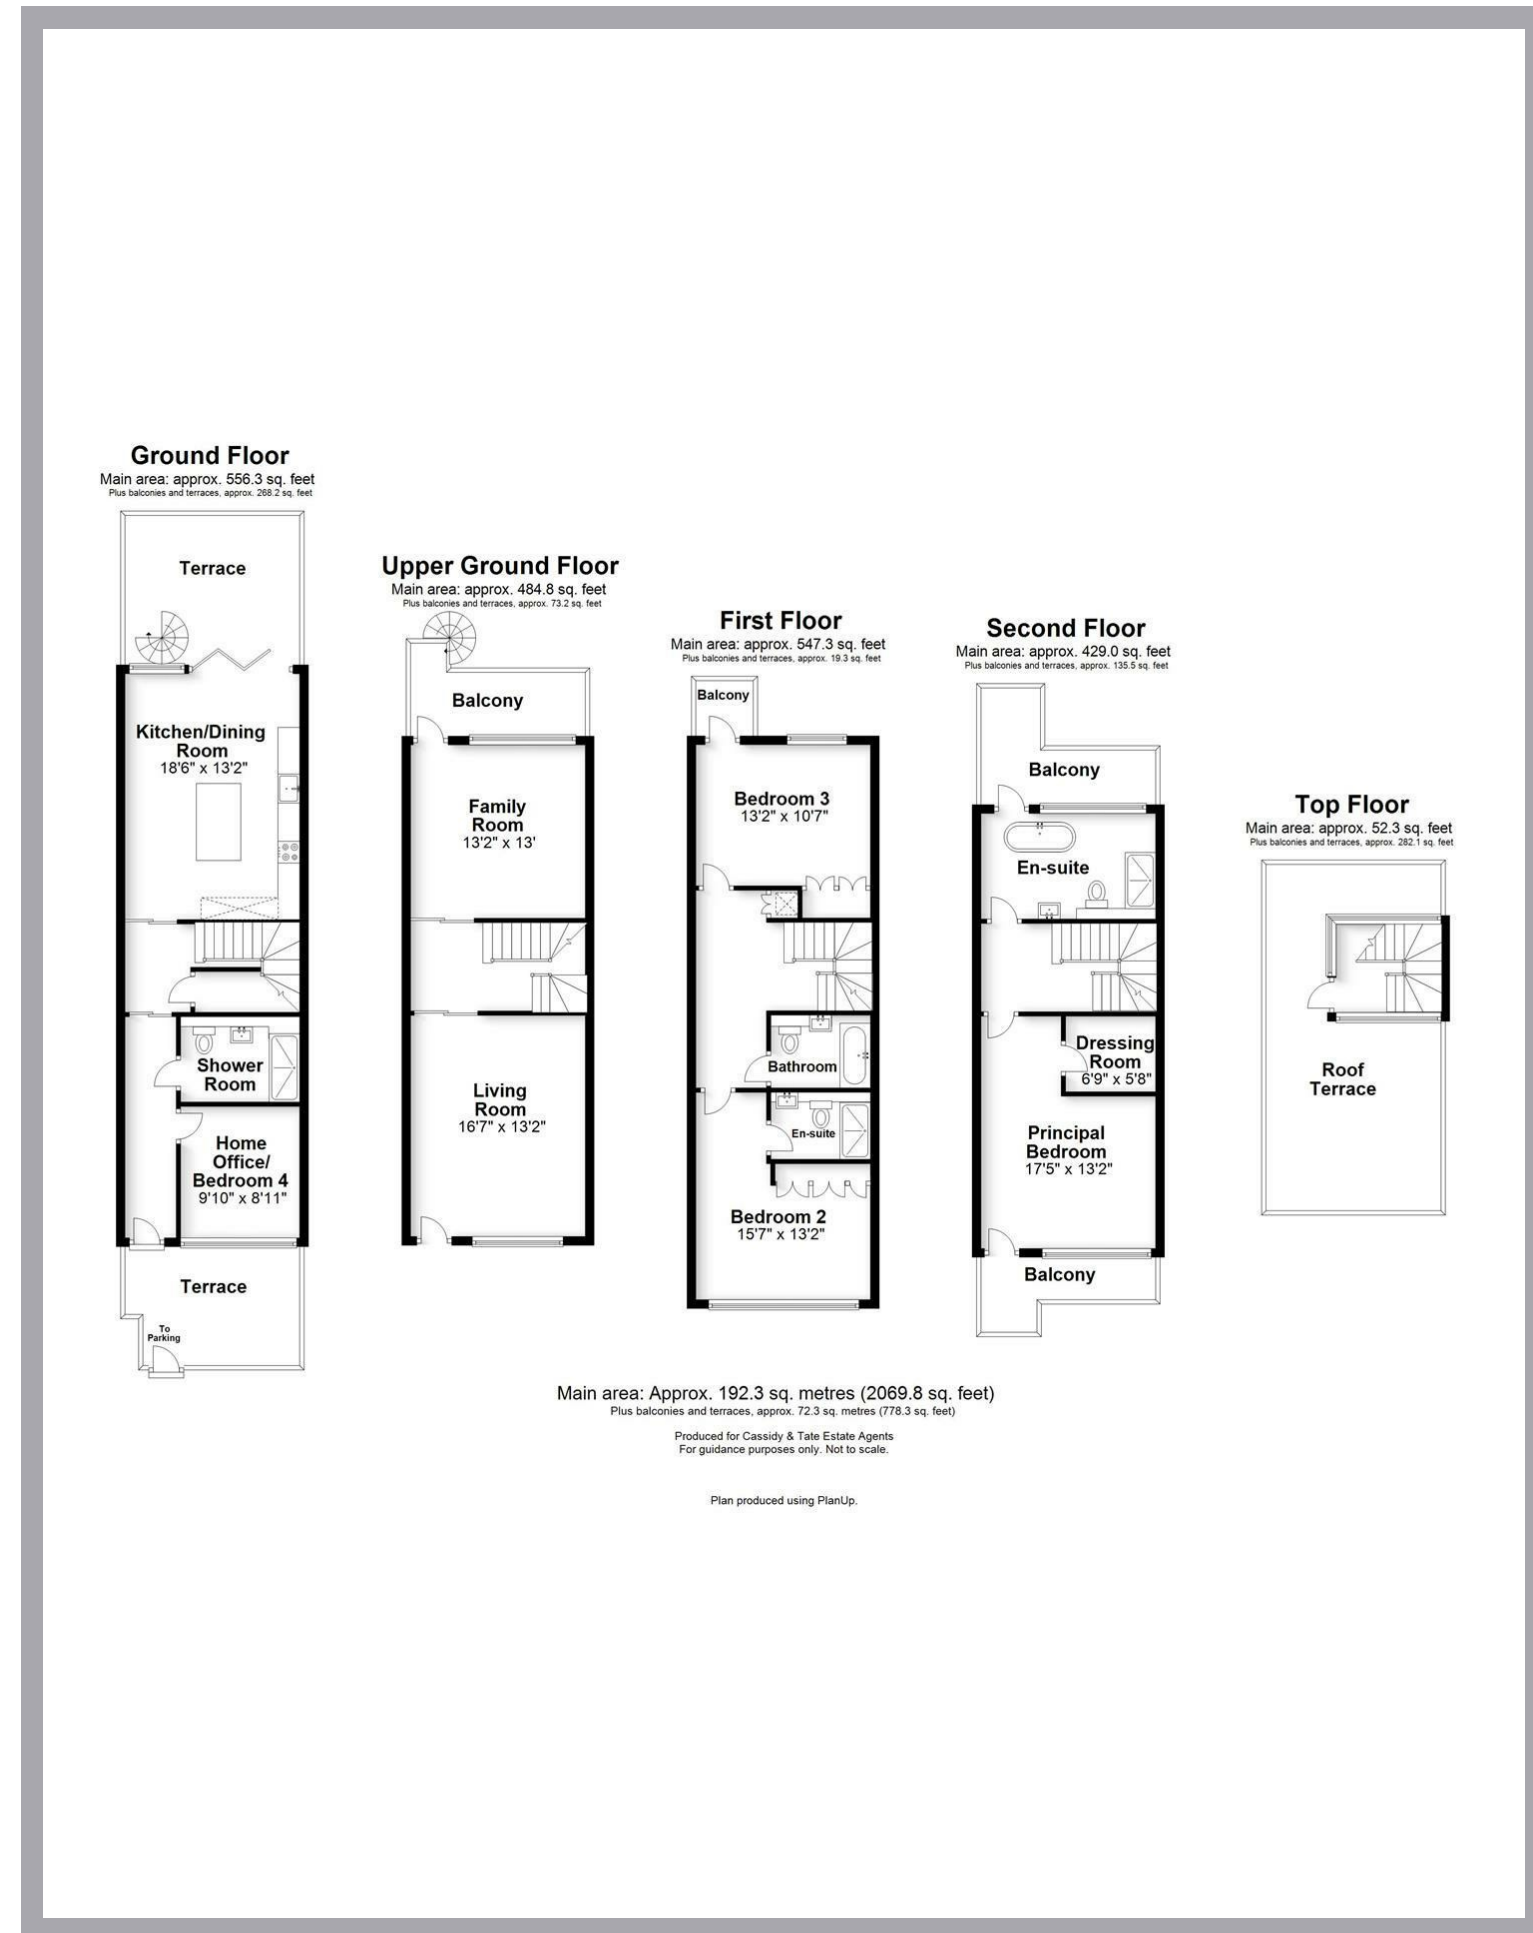 Ground Floor
Main area: approx. 556.3 sq. feet
Plus balconies and terraces, approx. 268.2 sq. feet
Terrace
Kitchen/Dining
Room
18'6" x 13'2"
Shower
Room
Home
Office/
Bedroom 4
9'10" x 8'11"
Terrace
To
Parking
Upper Ground Floor
Main area: approx. 484.8 sq. feet
Plus balconies and terraces, approx. 73.2 sq. feet
Balcony
Family
Room
13'2" x 13'
Living
Room
16'7" x 13'2"
First Floor
Main area: approx. 547.3 sq. feet
Plus balconies and terraces, approx. 19.3 sq. feet
Balcony
Bedroom 3
13'2" x 10'7"
Bathroom
En-suite
Bedroom 2
15'7" x 13'2"
Second Floor
Main area: approx. 429.0 sq. feet
Plus balconies and terraces, approx. 135.5 sq. feet
Balcony
En-suite
Dressing
Room
6'9" x 5'8"
Principal
Bedroom
17'5" x 13'2"
Balcony
Top Floor
Main area: approx. 52.3 sq. feet
Plus balconies and terraces, approx. 282.1 sq. feet
Roof
Terrace
Main area: Approx. 192.3 sq. metres (2069.8 sq. feet)
Plus balconies and terraces, approx. 72.3 sq. metres (778.3 sq. feet)
Produced for Cassidy & Tate Estate Agents
For guidance purposes only. Not to scale.
Plan produced using PlanUp.